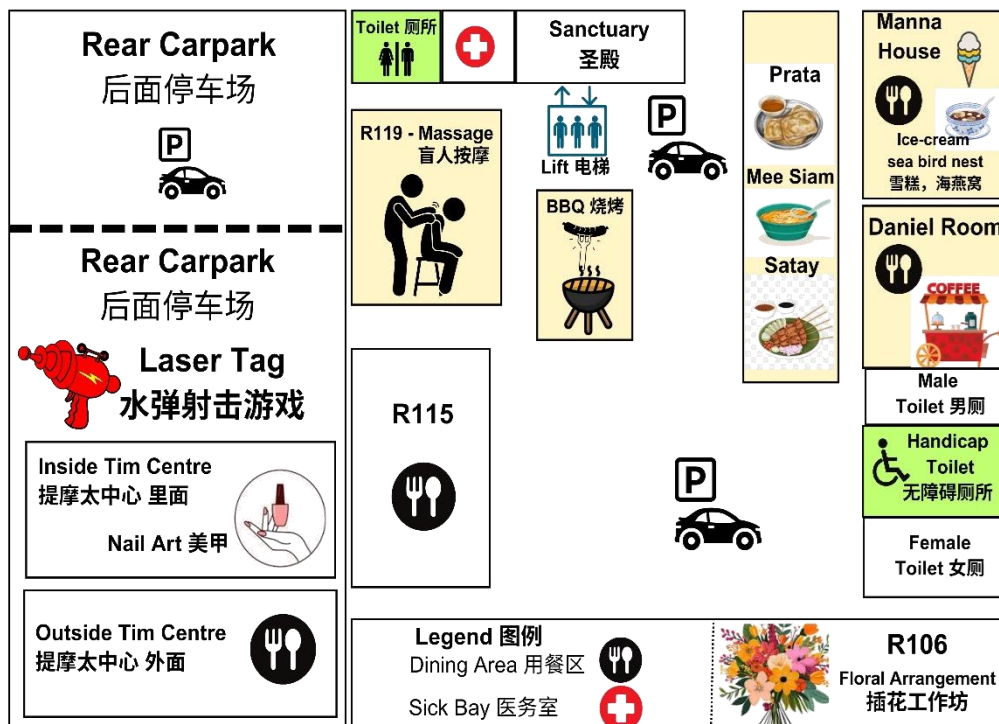 Rear Carpark
后面停车场
P
Rear Carpark
后面停车场
Laser Tag
水弹射击游戏
Inside Tim Centre
提摩太中心 里面
Nail Art 美甲
Outside Tim Centre
提摩太中心 外面
Toilet 厕所
Sanctuary
圣殿
R119 - Massage
盲人按摩
Lift 电梯
P
BBQ 烧烤
R115
P
Prata
Mee Siam
Satay
Manna
House
Ice-cream
sea bird nest
雪糕，海燕窝
Daniel Room
COFFEE
Male
Toilet 男厕
Handicap
Toilet
无障碍厕所
Female
Toilet 女厕
Legend 图例
Dining Area 用餐区
Sick Bay 医务室
R106
Floral Arrangement
插花工作坊